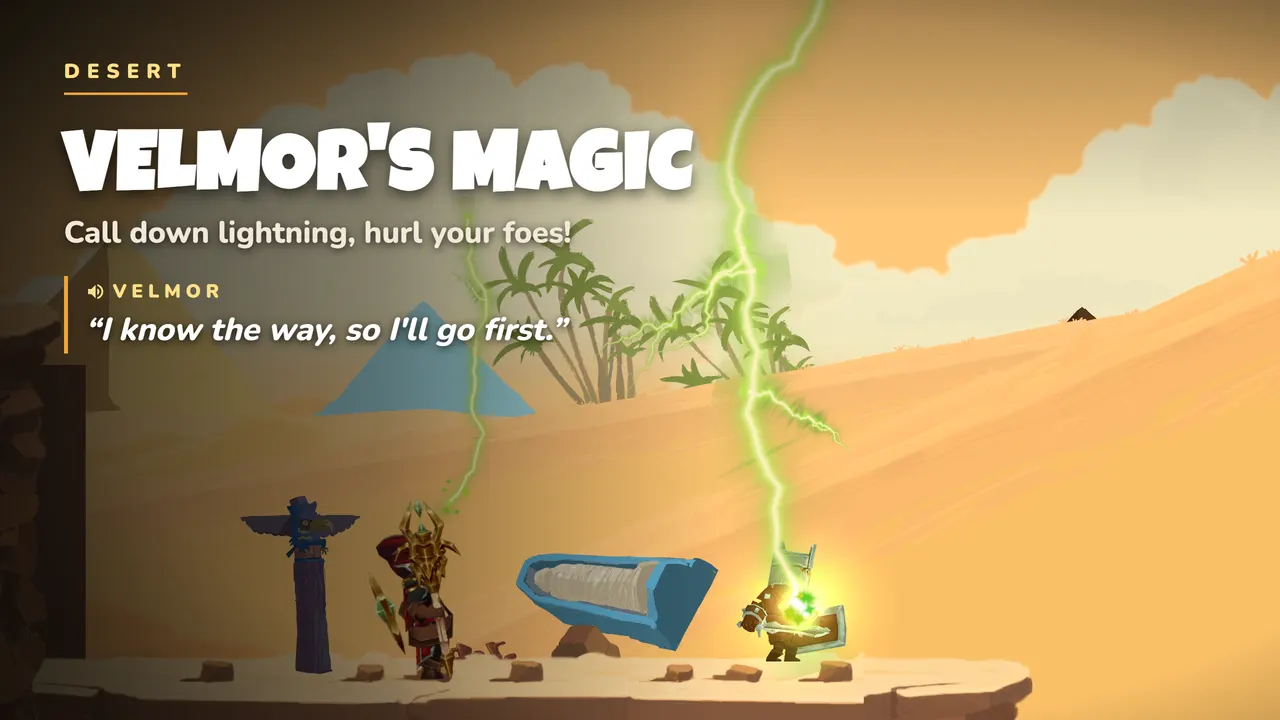 DESERT
VELMOR'S MAGIC
Call down lightning, hurl your foes!
VELMOR
“I know the way, so I'll go first.”